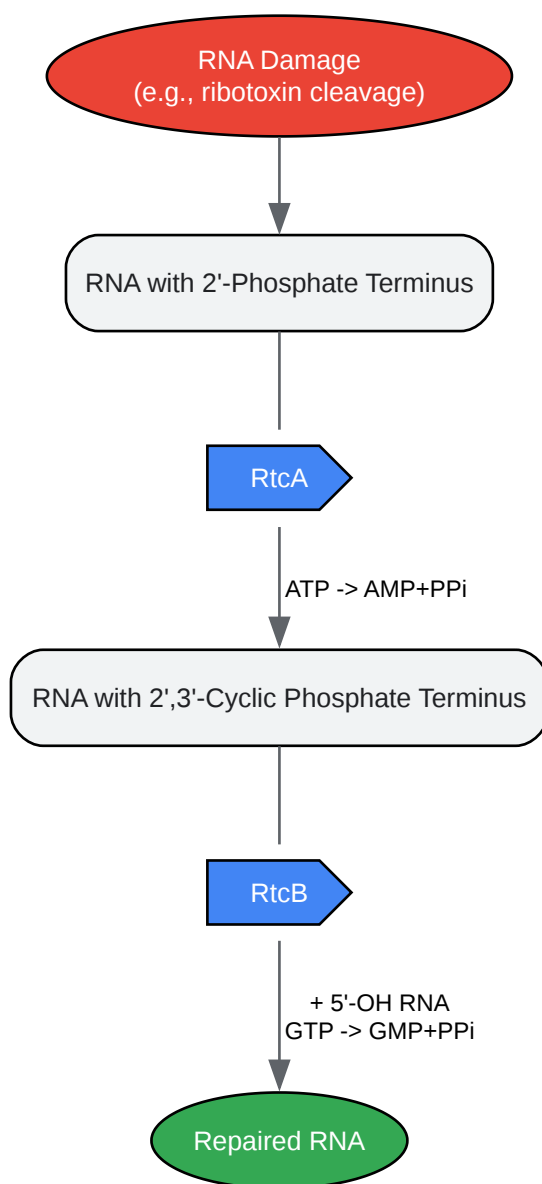 RNA Damage
(e.g., ribotoxin cleavage)
RNA with 2'-Phosphate Terminus
RtcA
ATP -> AMP+PPi
RNA with 2',3'-Cyclic Phosphate Terminus
RtcB
+ 5'-OH RNA
GTP -> GMP+PPi
Repaired RNA